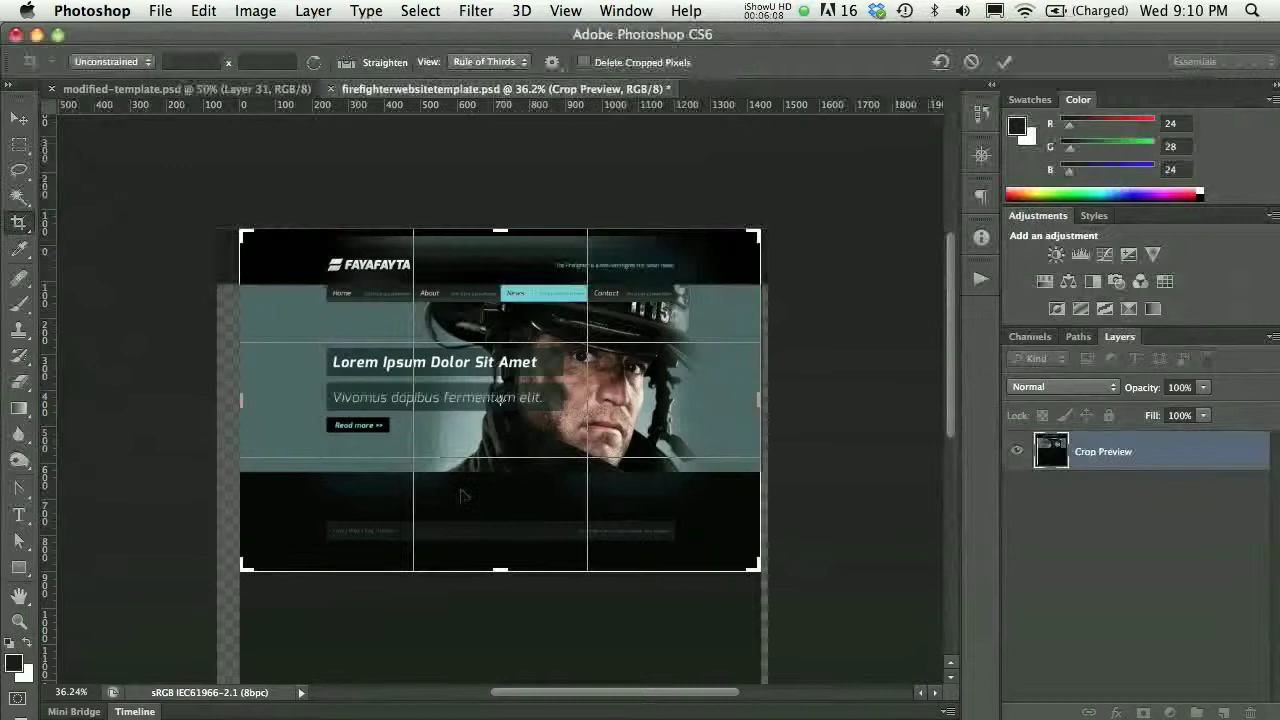 Photoshop File Edit Image Layer Type Select Filter 3D View Window Help iShowU HD 00:06:08 16 (Charged) Wed 9:10 PM
Adobe Photoshop CS6
Unconstrained x Straighten View: Rule of Thirds Delete Cropped Pixels Essentials
modified-template.psd @ 50% (Layer 31, RGB/8) firefighterwebsitetemplate.psd @ 36.2% (Crop Preview, RGB/8) *
500 400 300 200 100 0 100 200 300 400 500 600 700 800 900 1000 1100 1200 1300 1400 1500 1600 1700 1800
Swatches Color
R 24
G 28
B 24
Adjustments Styles
Add an adjustment
FAYAFAYTA
Home About News Contact
Lorem Ipsum Dolor Sit Amet
Vivamus dapibus fermentum elit.
Read more >>
Channels Paths Layers
Kind
Normal Opacity: 100%
Lock: Fill: 100%
Crop Preview
36.24% sRGB IEC61966-2.1 (8bpc)
Mini Bridge Timeline